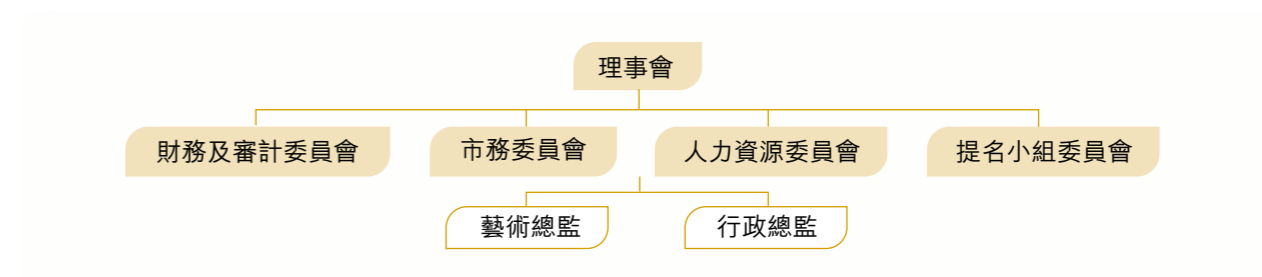 理事會
財務及審計委員會
市務委員會
人力資源委員會
提名小組委員會
藝術總監
行政總監